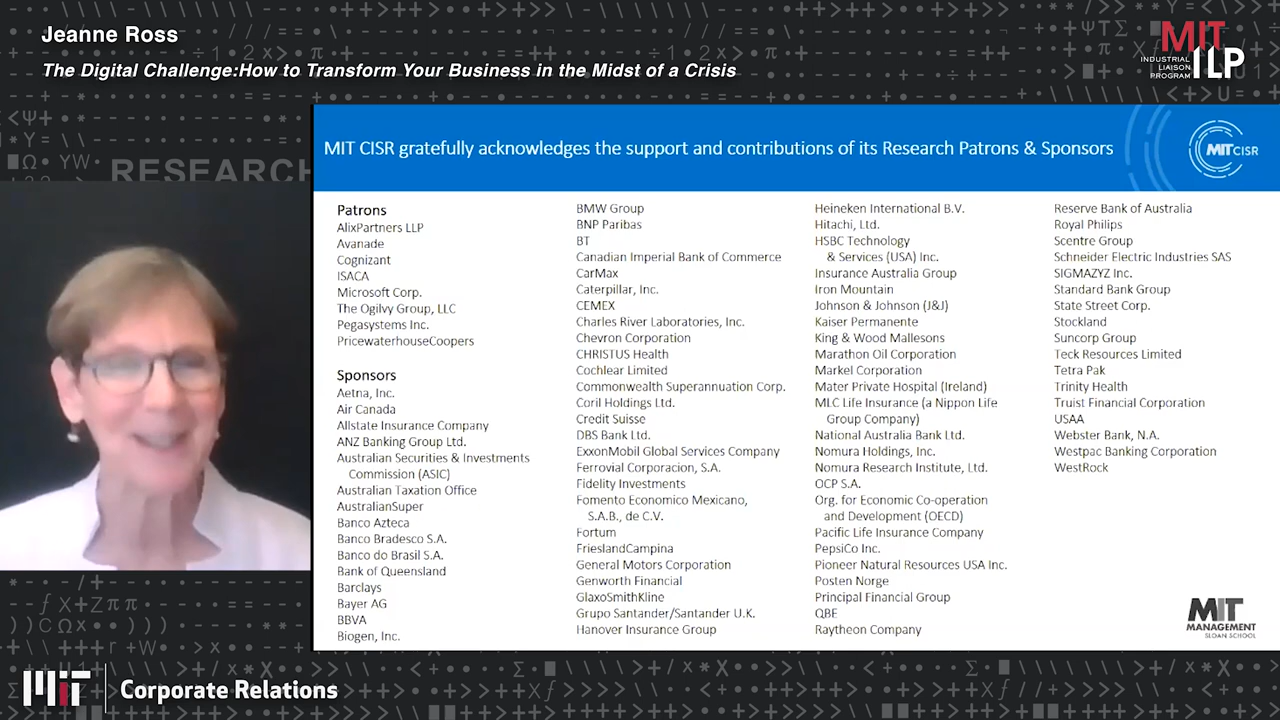 Jeanne Ross
The Digital Challenge:How to Transform Your Business in the Midst of a Crisis
MIT
INDUSTRIAL
LIAISON
PROGRAM
ILP
RESEARCH
MIT CISR gratefully acknowledges the support and contributions of its Research Patrons & Sponsors
MIT CISR
Patrons
AlixPartners LLP
Avanade
Cognizant
ISACA
Microsoft Corp.
The Ogilvy Group, LLC
Pegasystems Inc.
PricewaterhouseCoopers
Sponsors
Aetna, Inc.
Air Canada
Allstate Insurance Company
ANZ Banking Group Ltd.
Australian Securities & Investments
Commission (ASIC)
Australian Taxation Office
AustralianSuper
Banco Azteca
Banco Bradesco S.A.
Banco do Brasil S.A.
Bank of Queensland
Barclays
Bayer AG
BBVA
Biogen, Inc.
BMW Group
BNP Paribas
BT
Canadian Imperial Bank of Commerce
CarMax
Caterpillar, Inc.
CEMEX
Charles River Laboratories, Inc.
Chevron Corporation
CHRISTUS Health
Cochlear Limited
Commonwealth Superannuation Corp.
Coril Holdings Ltd.
Credit Suisse
DBS Bank Ltd.
ExxonMobil Global Services Company
Ferrovial Corporacion, S.A.
Fidelity Investments
Fomento Economico Mexicano,
S.A.B., de C.V.
Fortum
FrieslandCampina
General Motors Corporation
Genworth Financial
GlaxoSmithKline
Grupo Santander/Santander U.K.
Hanover Insurance Group
Heineken International B.V.
Hitachi, Ltd.
HSBC Technology
& Services (USA) Inc.
Insurance Australia Group
Iron Mountain
Johnson & Johnson (J&J)
Kaiser Permanente
King & Wood Mallesons
Marathon Oil Corporation
Markel Corporation
Mater Private Hospital (Ireland)
MLC Life Insurance (a Nippon Life
Group Company)
National Australia Bank Ltd.
Nomura Holdings, Inc.
Nomura Research Institute, Ltd.
OCP S.A.
Org. for Economic Co-operation
and Development (OECD)
Pacific Life Insurance Company
PepsiCo Inc.
Pioneer Natural Resources USA Inc.
Posten Norge
Principal Financial Group
QBE
Raytheon Company
Reserve Bank of Australia
Royal Philips
Scentre Group
Schneider Electric Industries SAS
SIGMAZYZ Inc.
Standard Bank Group
State Street Corp.
Stockland
Suncorp Group
Teck Resources Limited
Tetra Pak
Trinity Health
Truist Financial Corporation
USAA
Webster Bank, N.A.
Westpac Banking Corporation
WestRock
MIT
MANAGEMENT
SLOAN SCHOOL
MIT Corporate Relations